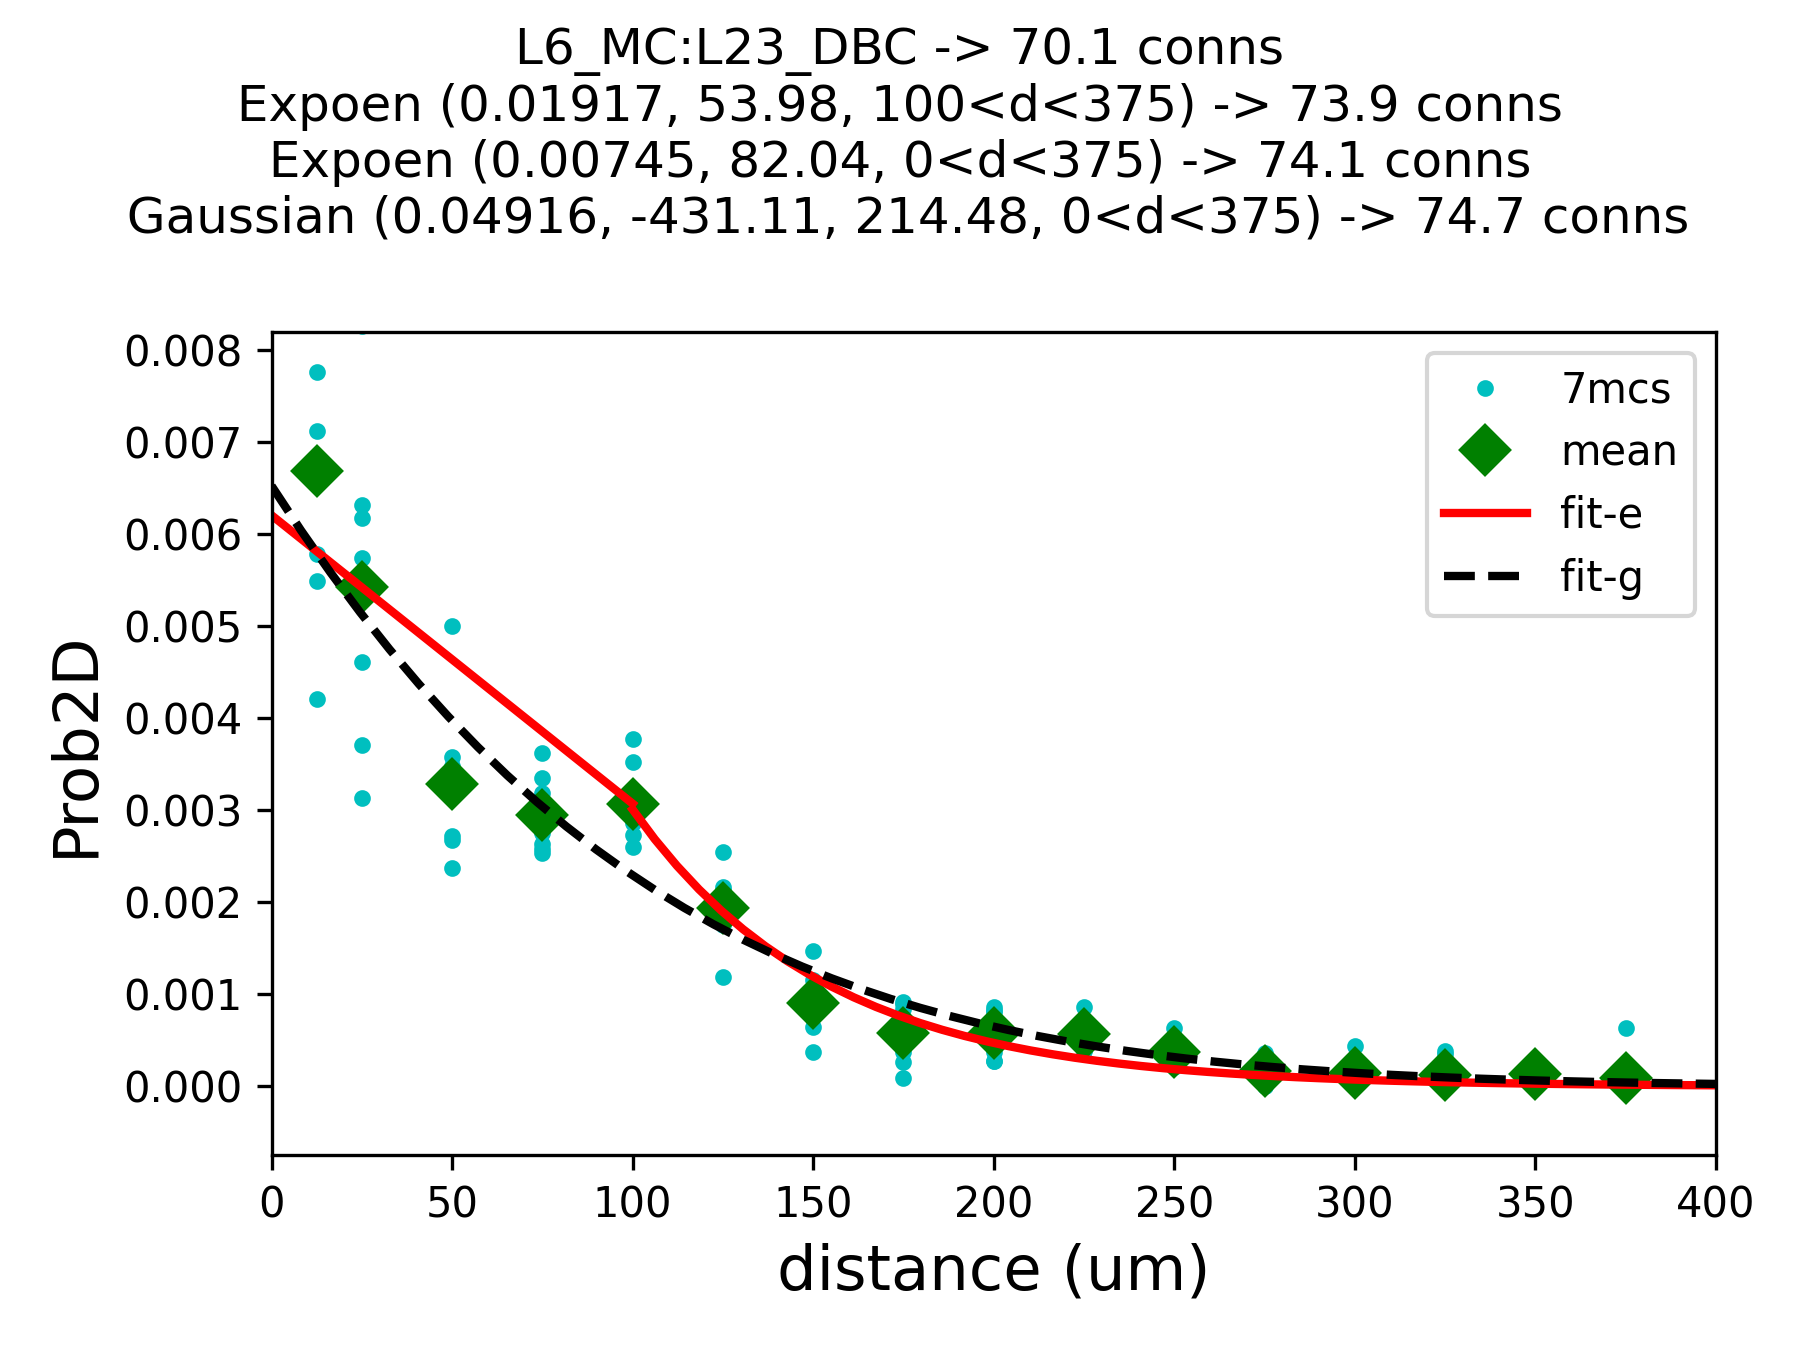 L6_MC:L23_DBC -> 70.1 conns
Expoen (0.01917, 53.98, 100<d<375) -> 73.9 conns
Expoen (0.00745, 82.04, 0<d<375) -> 74.1 conns
Gaussian (0.04916, -431.11, 214.48, 0<d<375) -> 74.7 conns
0.008
0.007
0.006
0.005
0.004
0.003
0.002
0.001
0.000
Prob2D
7mcs
mean
fit-e
fit-g
0 50 100 150 200 250 300 350 400
distance (um)